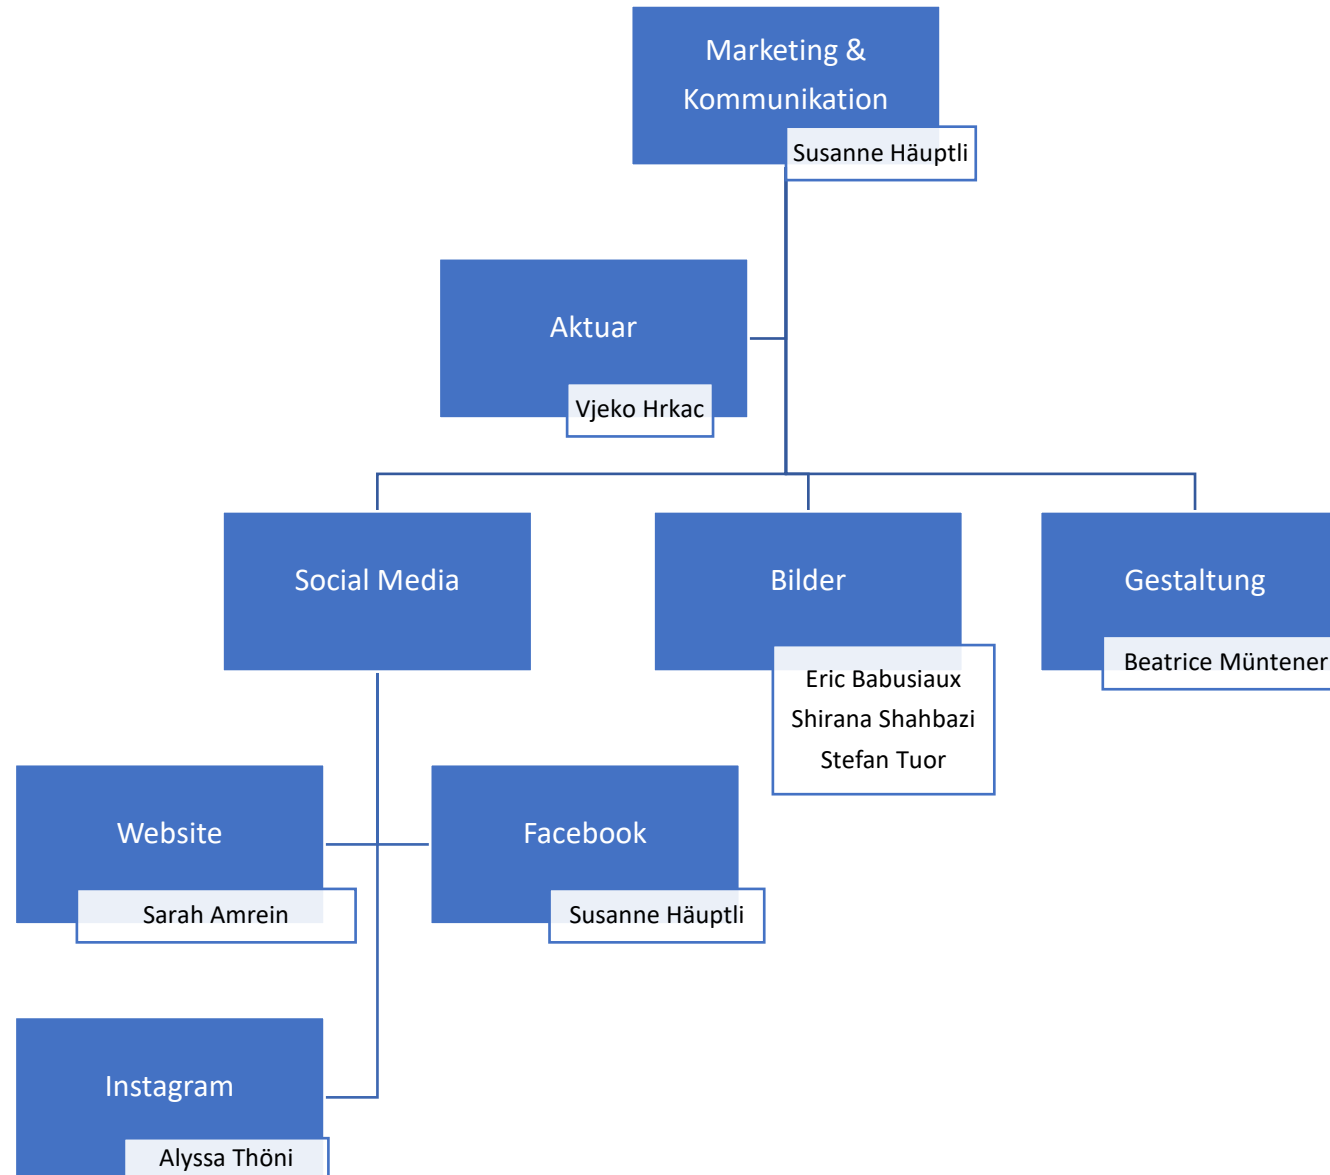 Marketing &
Kommunikation
Susanne Häuptli
Aktuar
Vjeko Hrkac
Social Media
Bilder
Eric Babusiaux
Shirana Shahbazi
Stefan Tuor
Gestaltung
Beatrice Müntener
Website
Sarah Amrein
Facebook
Susanne Häuptli
Instagram
Alyssa Thöni